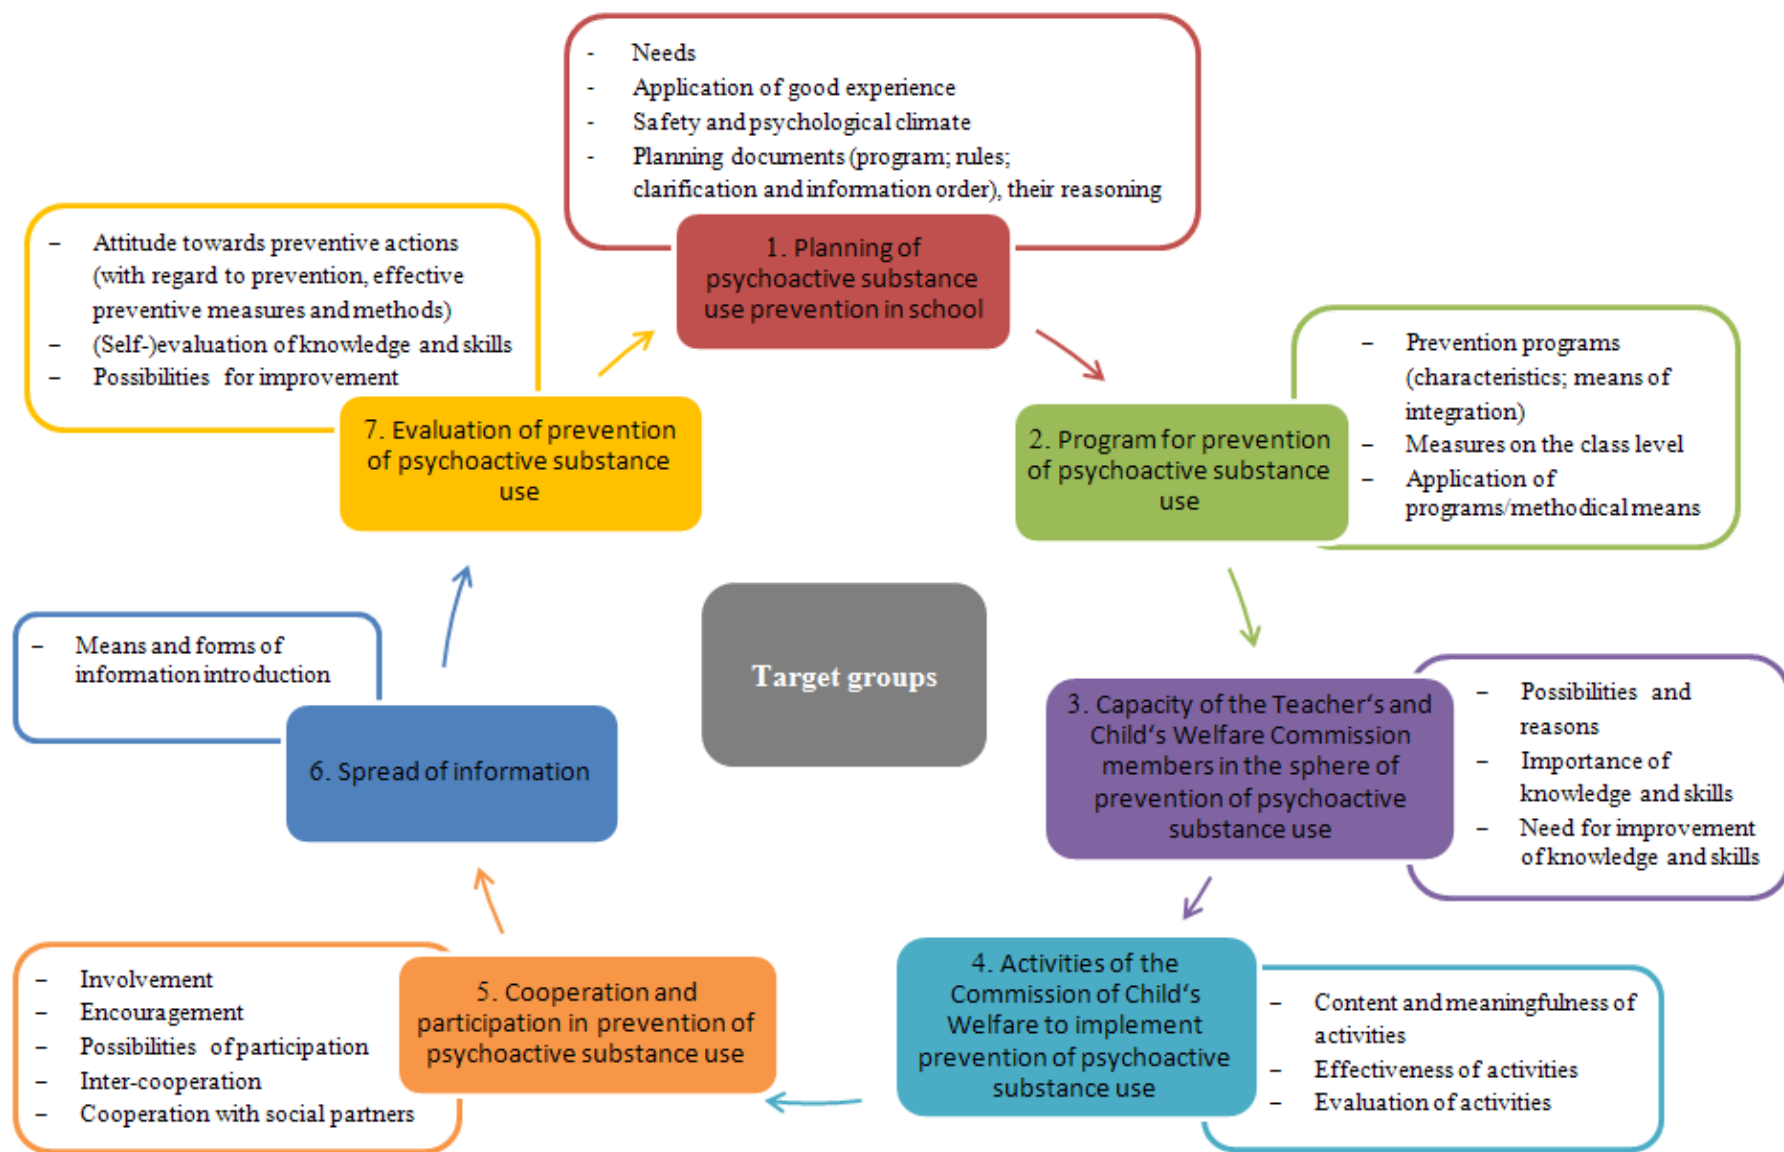 - Needs
- Application of good experience
- Safety and psychological climate
- Planning documents (program; rules;
clarification and information order), their reasoning
1. Planning of
psychoactive substance
use prevention in school
– Prevention programs
(characteristics; means of
integration)
– Measures on the class level
– Application of
programs/methodical means
2. Program for prevention
of psychoactive substance
use
– Possibilities and
reasons
– Importance of
knowledge and skills
– Need for improvement
of knowledge and skills
3. Capacity of the Teacher‘s and
Child‘s Welfare Commission
members in the sphere of
prevention of psychoactive
substance use
4. Activities of the
Commission of Child‘s
Welfare to implement
prevention of psychoactive
substance use
– Content and meaningfulness of
activities
– Effectiveness of activities
– Evaluation of activities
5. Cooperation and
participation in prevention of
psychoactive substance use
– Involvement
– Encouragement
– Possibilities of participation
– Inter-cooperation
– Cooperation with social partners
– Means and forms of
information introduction
6. Spread of information
– Attitude towards preventive actions
(with regard to prevention, effective
preventive measures and methods)
– (Self-)evaluation of knowledge and skills
– Possibilities for improvement
7. Evaluation of prevention
of psychoactive substance
use
Target groups